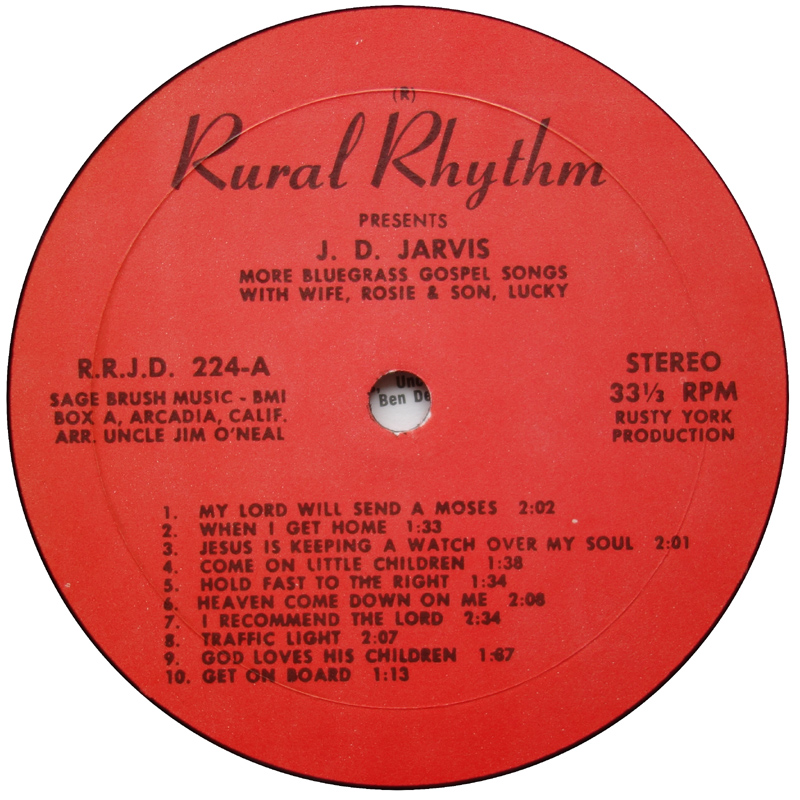 (R)
Rural Rhythm
PRESENTS
J. D. JARVIS
MORE BLUEGRASS GOSPEL SONGS
WITH WIFE, ROSIE & SON, LUCKY
R.R.J.D. 224-A
SAGE BRUSH MUSIC - BMI
BOX A, ARCADIA, CALIF.
ARR. UNCLE JIM O'NEAL
Ben
STEREO
33⅓ RPM
RUSTY YORK
PRODUCTION
1. MY LORD WILL SEND A MOSES 2:02
2. WHEN I GET HOME 1:33
3. JESUS IS KEEPING A WATCH OVER MY SOUL 2:01
4. COME ON LITTLE CHILDREN 1:38
5. HOLD FAST TO THE RIGHT 1:34
6. HEAVEN COME DOWN ON ME 2:08
7. I RECOMMEND THE LORD 2:34
8. TRAFFIC LIGHT 2:07
9. GOD LOVES HIS CHILDREN
10. GET ON BOARD 1:13